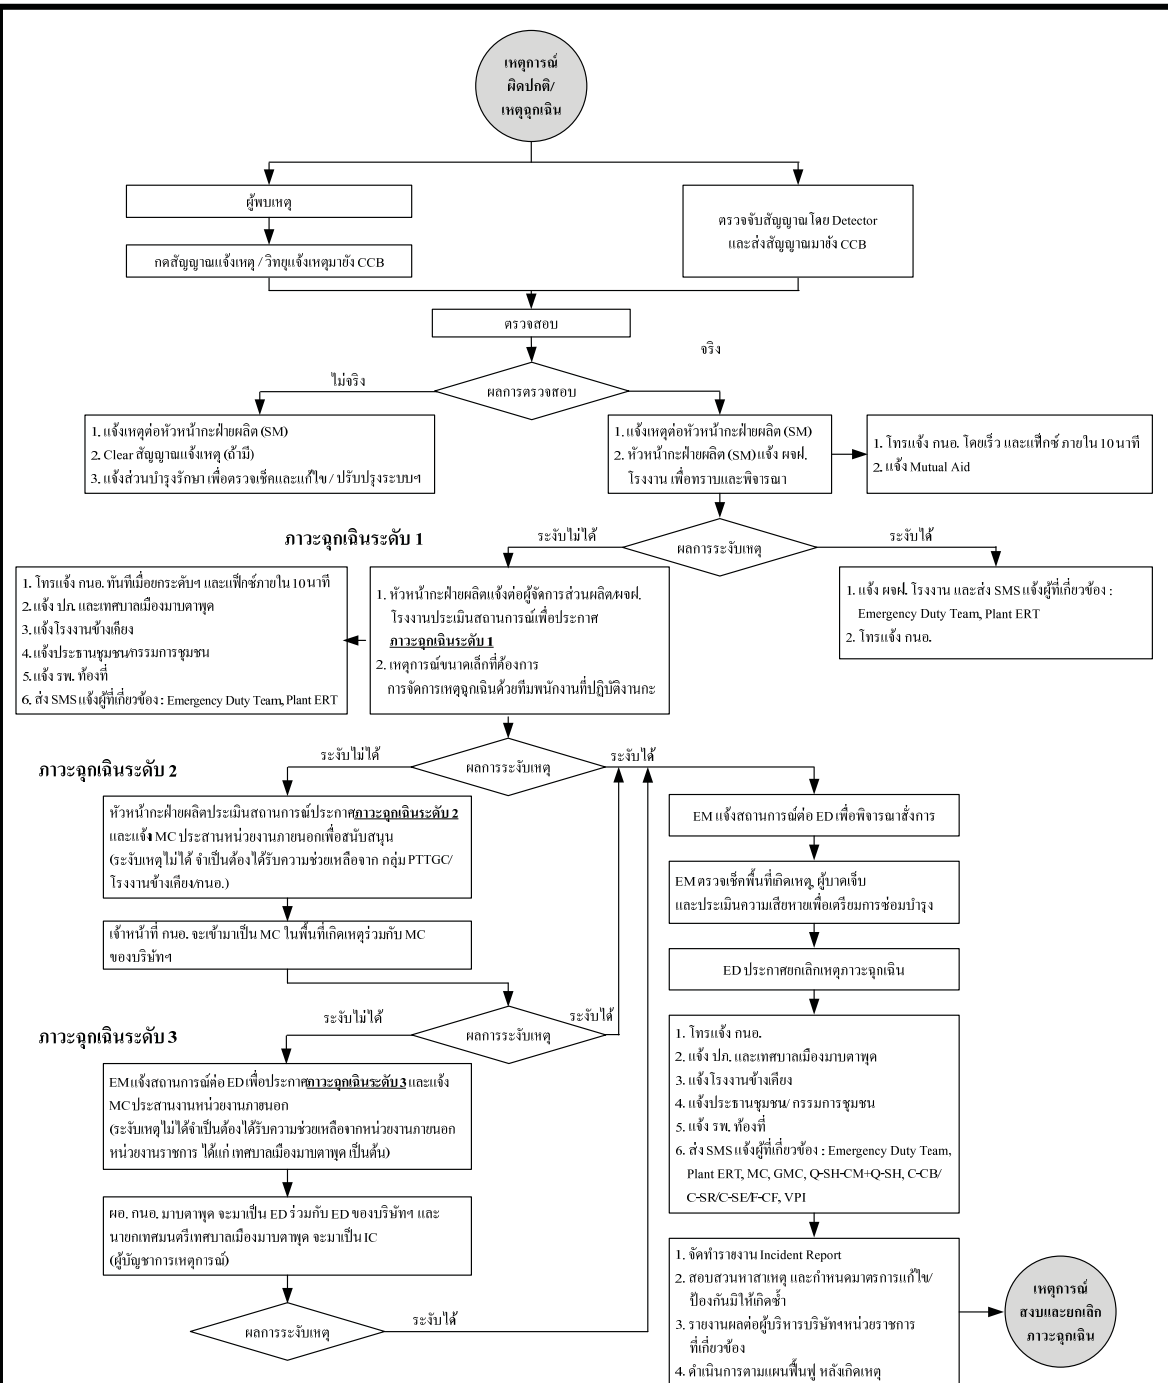 เหตุการณ์
ผิดปกติ/
เหตุฉุกเฉิน
ผู้พบเหตุ
กดสัญญาณแจ้งเหตุ / วิทยุแจ้งเหตุมายัง CCB
ตรวจจับสัญญาณโดย Detector
และส่งสัญญาณมายัง CCB
ตรวจสอบ
จริง
ไม่จริง
ผลการตรวจสอบ
1. แจ้งเหตุต่อหัวหน้ากะฝ่ายผลิต (SM)
2. Clear สัญญาณแจ้งเหตุ (ถ้ามี)
3. แจ้งส่วนบำรุงรักษา เพื่อตรวจเช็คและแก้ไข / ปรับปรุงระบบฯ
1. แจ้งเหตุต่อหัวหน้ากะฝ่ายผลิต (SM)
2. หัวหน้ากะฝ่ายผลิต (SM) แจ้ง ผจฝ.
โรงงาน เพื่อทราบและพิจารณา
1. โทรแจ้ง กนอ. โดยเร็ว และแฟ็กซ์ ภายใน 10 นาที
2. แจ้ง Mutual Aid
ภาวะฉุกเฉินระดับ 1
ระงับไม่ได้
ผลการระงับเหตุ
ระงับได้
1. โทรแจ้ง กนอ. ทันทีเมื่อยกระดับฯ และแฟ็กซ์ภายใน 10 นาที
2. แจ้ง ปภ. และเทศบาลเมืองมาบตาพุด
3. แจ้งโรงงานข้างเคียง
4. แจ้งประธานชุมชน/กรรมการชุมชน
5. แจ้ง รพ. ท้องที่
6. ส่ง SMS แจ้งผู้ที่เกี่ยวข้อง : Emergency Duty Team, Plant ERT
1. หัวหน้ากะฝ่ายผลิตแจ้งต่อผู้จัดการส่วนผลิต/ผจฝ.
โรงงานประเมินสถานการณ์เพื่อประกาศ
ภาวะฉุกเฉินระดับ 1
2. เหตุการณ์ขนาดเล็กที่ต้องการ
การจัดการเหตุฉุกเฉินด้วยทีมพนักงานที่ปฏิบัติงานกะ
1. แจ้ง ผจฝ. โรงงาน และส่ง SMS แจ้งผู้ที่เกี่ยวข้อง :
Emergency Duty Team, Plant ERT
2. โทรแจ้ง กนอ.
ภาวะฉุกเฉินระดับ 2
ระงับไม่ได้
ผลการระงับเหตุ
ระงับได้
หัวหน้ากะฝ่ายผลิตประเมินสถานการณ์ประกาศภาวะฉุกเฉินระดับ 2
และแจ้ง MC ประสานหน่วยงานภายนอกเพื่อสนับสนุน
(ระงับเหตุไม่ได้ จำเป็นต้องได้รับความช่วยเหลือจาก กลุ่ม PTTGC/
โรงงานข้างเคียง/กนอ.)
เจ้าหน้าที่ กนอ. จะเข้ามาเป็น MC ในพื้นที่เกิดเหตุร่วมกับ MC
ของบริษัทฯ
EM แจ้งสถานการณ์ต่อ ED เพื่อพิจารณาสั่งการ
EM ตรวจเช็คพื้นที่เกิดเหตุ, ผู้บาดเจ็บ
และประเมินความเสียหายเพื่อเตรียมการซ่อมบำรุง
ED ประกาศยกเลิกเหตุภาวะฉุกเฉิน
ภาวะฉุกเฉินระดับ 3
ระงับไม่ได้
ผลการระงับเหตุ
ระงับได้
EM แจ้งสถานการณ์ต่อ ED เพื่อประกาศภาวะฉุกเฉินระดับ 3 และแจ้ง
MC ประสานงานหน่วยงานภายนอก
(ระงับเหตุไม่ได้จำเป็นต้องได้รับความช่วยเหลือจากหน่วยงานภายนอก
หน่วยงานราชการ ได้แก่ เทศบาลเมืองมาบตาพุด เป็นต้น)
ผอ. กนอ. มาบตาพุด จะมาเป็น ED ร่วมกับ ED ของบริษัทฯ และ
นายกเทศมนตรีเทศบาลเมืองมาบตาพุด จะมาเป็น IC
(ผู้บัญชาการเหตุการณ์)
ผลการระงับเหตุ
ระงับได้
1. โทรแจ้ง กนอ.
2. แจ้ง ปภ. และเทศบาลเมืองมาบตาพุด
3. แจ้งโรงงานข้างเคียง
4. แจ้งประธานชุมชน/ กรรมการชุมชน
5. แจ้ง รพ. ท้องที่
6. ส่ง SMS แจ้งผู้ที่เกี่ยวข้อง : Emergency Duty Team,
Plant ERT, MC, GMC, Q-SH-CM+Q-SH, C-CB/
C-SR/C-SE/F-CF, VPI
1. จัดทำรายงาน Incident Report
2. สอบสวนหาสาเหตุ และกำหนดมาตรการแก้ไข/
ป้องกันมิให้เกิดซ้ำ
3. รายงานผลต่อผู้บริหารบริษัทฯหน่วยราชการ
ที่เกี่ยวข้อง
4. ดำเนินการตามแผนฟื้นฟู หลังเกิดเหตุ
เหตุการณ์
สงบและยกเลิก
ภาวะฉุกเฉิน